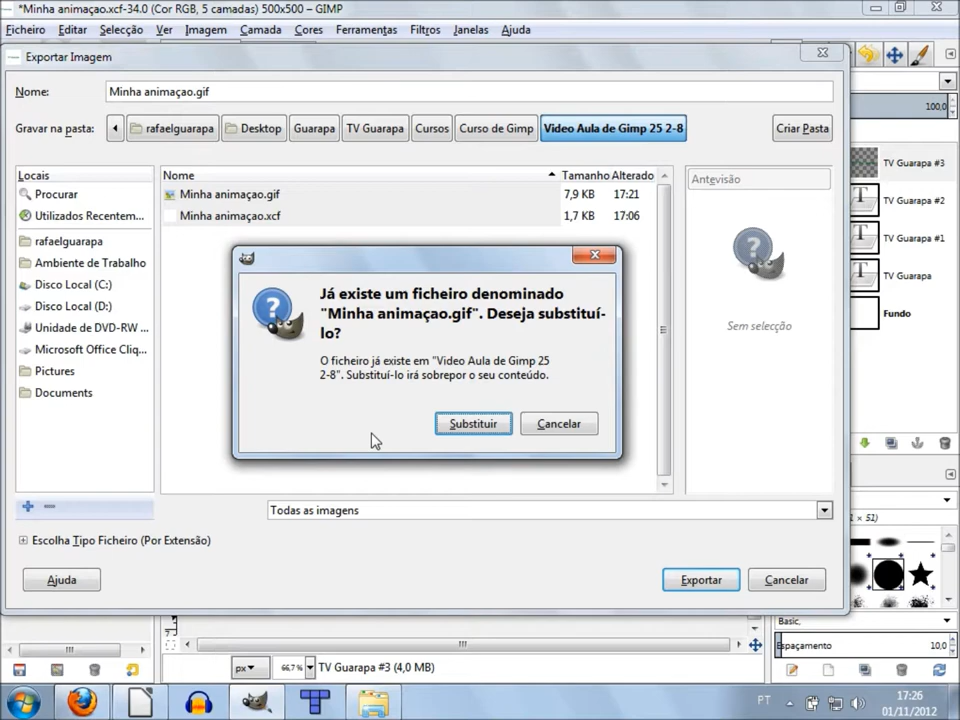 *Minha animaçao.xcf-34.0 (Cor RGB, 5 camadas) 500x500 – GIMP
Ficheiro Editar Selecção Ver Imagem Camada Cores Ferramentas Filtros Janelas Ajuda
Exportar Imagem
Nome: Minha animaçao.gif
Gravar na pasta: rafaelguarapa Desktop Guarapa TV Guarapa Cursos Curso de Gimp Video Aula de Gimp 25 2-8 Criar Pasta
100,0
Locais
Procurar
Utilizados Recentem...
rafaelguarapa
Ambiente de Trabalho
Disco Local (C:)
Disco Local (D:)
Unidade de DVD-RW ...
Microsoft Office Cliq...
Pictures
Documents
Nome Tamanho Alterado
Minha animaçao.gif 7,9 KB 17:21
Minha animaçao.xcf 1,7 KB 17:06
Antevisão
Sem selecção
TV Guarapa #3
TV Guarapa #2
TV Guarapa #1
TV Guarapa
Fundo
Já existe um ficheiro denominado
"Minha animaçao.gif". Deseja substituí-
lo?
O ficheiro já existe em "Video Aula de Gimp 25
2-8". Substituí-lo irá sobrepor o seu conteúdo.
Substituir Cancelar
Todas as imagens
Escolha Tipo Ficheiro (Por Extensão)
Ajuda Exportar Cancelar
1 × 51)
Basic,
Espaçamento 10,0
px 66,7% TV Guarapa #3 (4,0 MB)
PT
17:26
01/11/2012